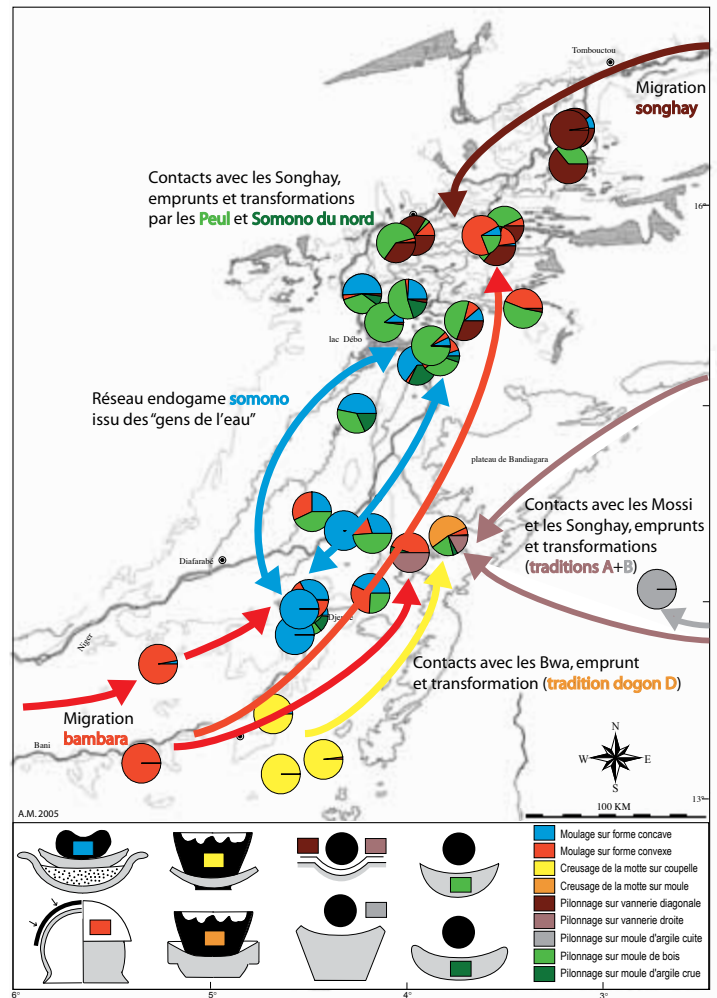 Tombouctou
Migration
songhay
Contacts avec les Songhay,
emprunts et transformations
par les Peul et Somono du nord
16°
lac Débo
Réseau endogame somono
issu des "gens de l'eau"
plateau de Bandiagara
Contacts avec les Mossi
et les Songhay, emprunts
et transformations
(traditions A+B)
Diafarabé
Djenné
Niger
Contacts avec les Bwa, emprunt
et transformation (tradition dogon D)
Migration
bambara
Bani
N
W
E
S
13°
A.M. 2005
100 KM
Moulage sur forme concave
Moulage sur forme convexe
Creusage de la motte sur coupelle
Creusage de la motte sur moule
Pilonnage sur vannerie diagonale
Pilonnage sur vannerie droite
Pilonnage sur moule d'argile cuite
Pilonnage sur moule de bois
Pilonnage sur moule d'argile crue
6°
5°
4°
3°